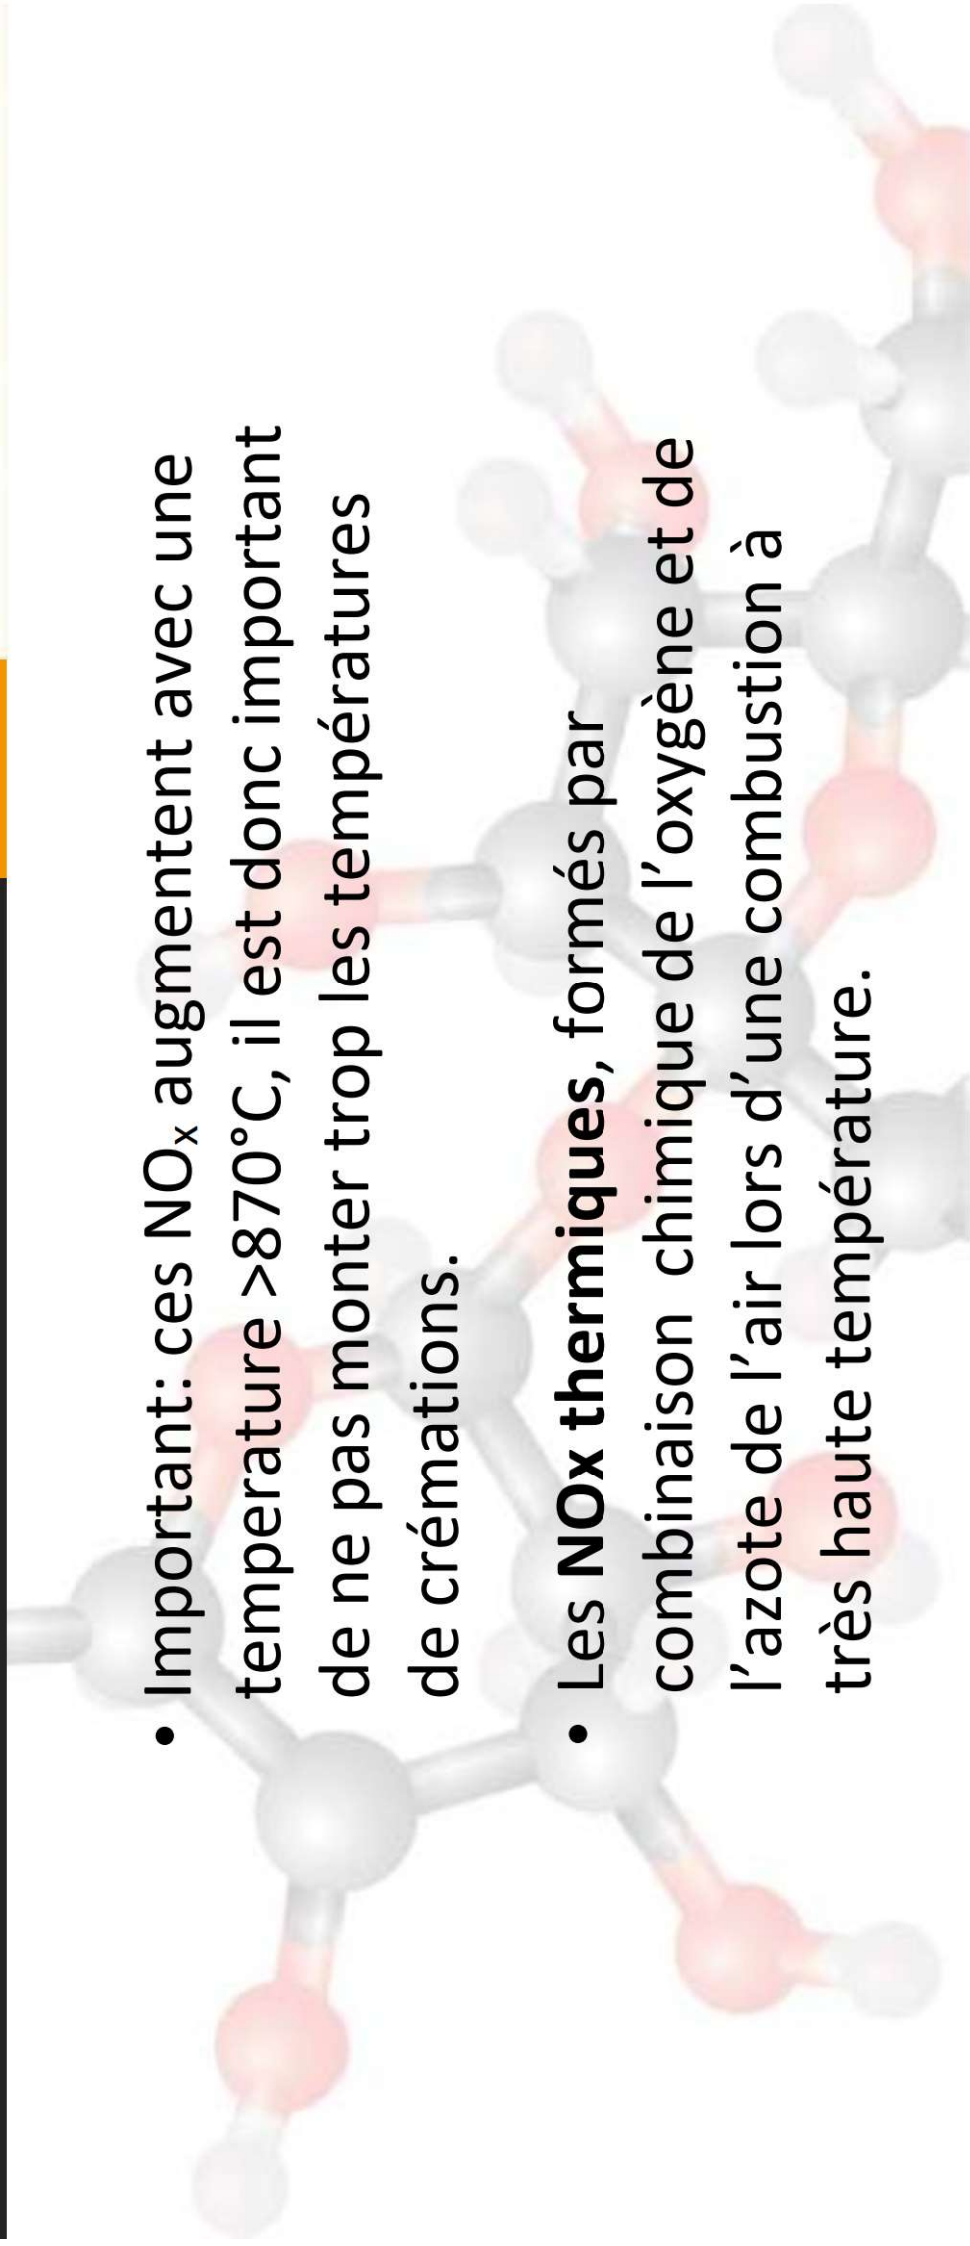 • Important: ces NOx augmentent avec une
temperature >870°C, il est donc important
de ne pas monter trop les températures
de crémations.
• Les NOx thermiques, formés par
combinaison chimique de l’oxygène et de
l’azote de l’air lors d’une combustion à
très haute température.